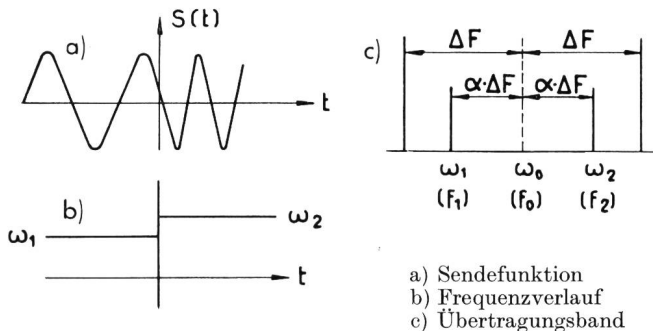 a)
S(t)
t
b)
ω₁
ω₂
t
c)
ΔF
ΔF
α·ΔF
α·ΔF
ω₁
ω₀
ω₂
(F₁)
(F₀)
(F₂)
a) Sendefunktion
b) Frequenzverlauf
c) Übertragungsband